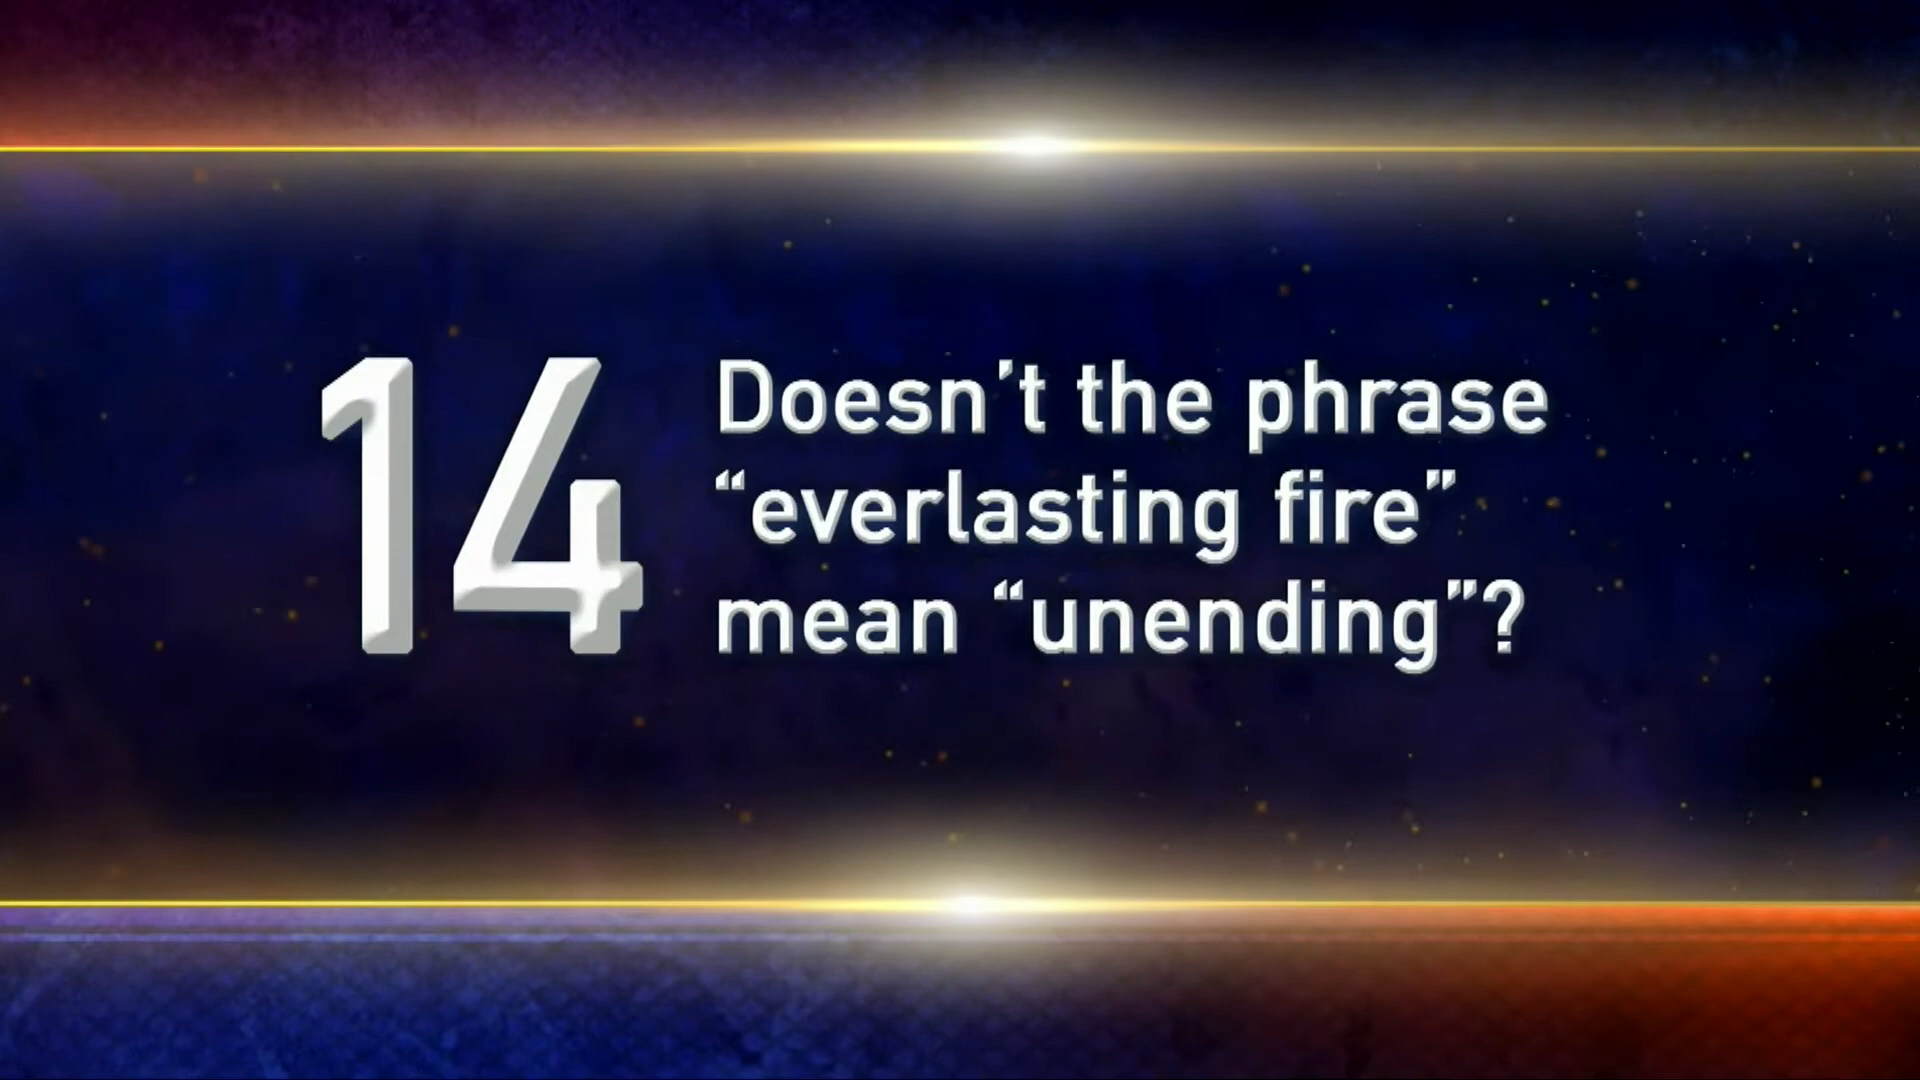 14
Doesn’t the phrase
“everlasting fire”
mean “unending”?